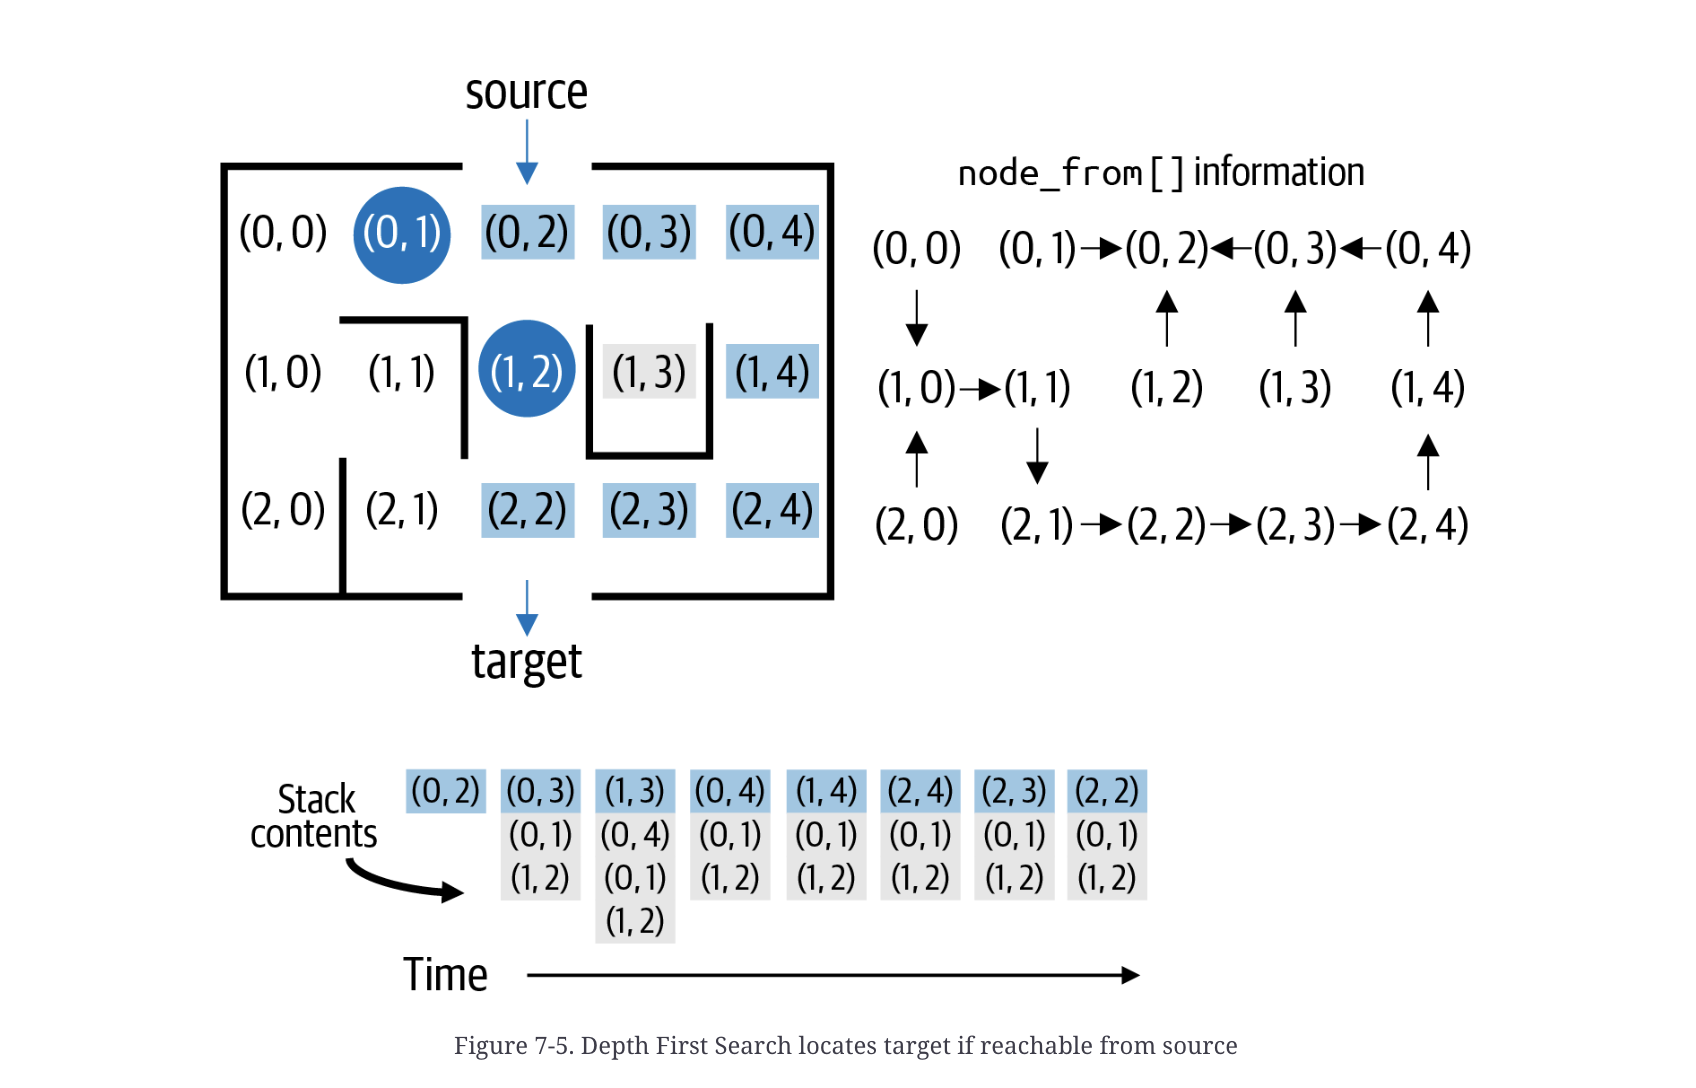 source
(0, 0) (0, 1) (0, 2) (0, 3) (0, 4)
(1, 0) (1, 1) (1, 2) (1, 3) (1, 4)
(2, 0) (2, 1) (2, 2) (2, 3) (2, 4)
target
node_from[] information
(0, 0) (0, 1) (0, 2) (0, 3) (0, 4)
(1, 0) (1, 1) (1, 2) (1, 3) (1, 4)
(2, 0) (2, 1) (2, 2) (2, 3) (2, 4)
Stack
contents
(0, 2) (0, 3) (1, 3) (0, 4) (1, 4) (2, 4) (2, 3) (2, 2)
(0, 1) (0, 4) (0, 1) (0, 1) (0, 1) (0, 1) (0, 1)
(1, 2) (0, 1) (1, 2) (1, 2) (1, 2) (1, 2) (1, 2)
(1, 2)
Time
Figure 7-5. Depth First Search locates target if reachable from source